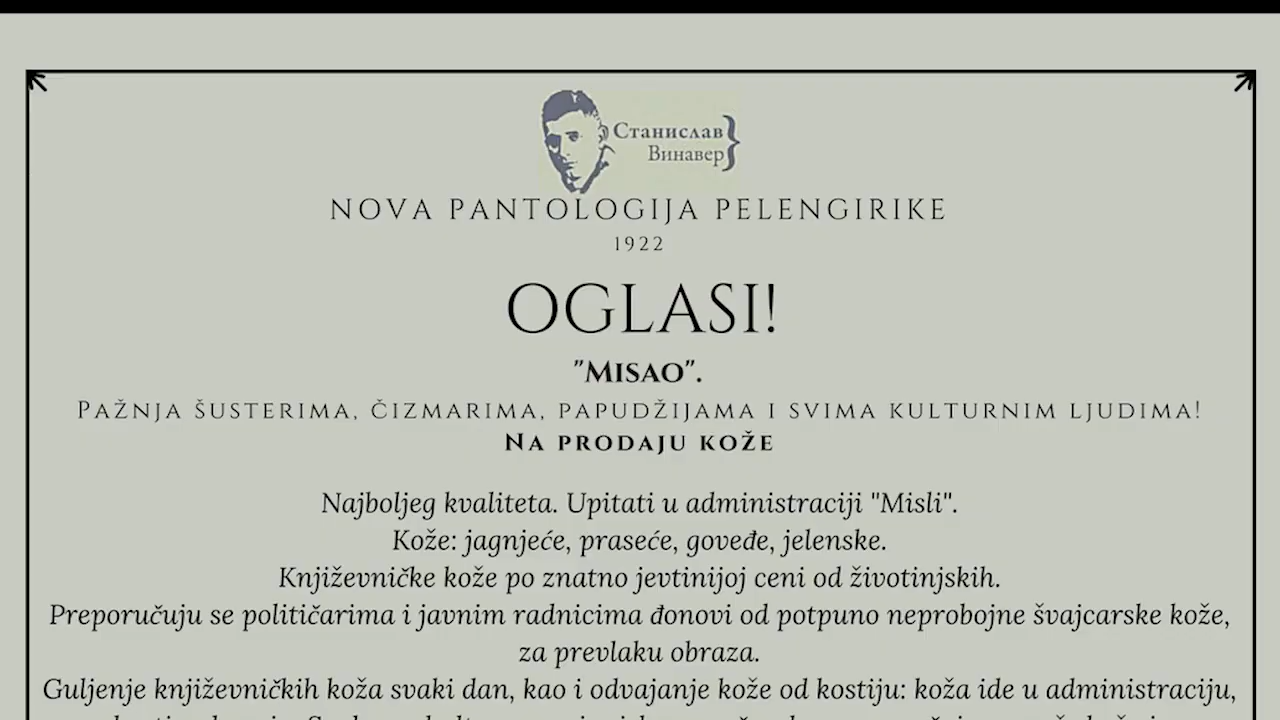 Станислав
Винавер
NOVA PANTOLOGIJA PELENGIRIKE
1922
OGLASI!
"MISAO".
PAŽNJA ŠUSTERIMA, ČIZMARIMA, PAPUDŽIJAMA I SVIMA KULTURNIM LJUDIMA!
NA PRODAJU KOŽE
Najboljeg kvaliteta. Upitati u administraciji "Misli".
Kože: jagnjeće, praseće, goveđe, jelenske.
Književničke kože po znatno jevtinijoj ceni od životinjskih.
Preporučuju se političarima i javnim radnicima đonovi od potpuno neprobojne švajcarske kože,
za prevlaku obraza.
Guljenje književničkih koža svaki dan, kao i odvajanje kože od kostiju: koža ide u administraciju,